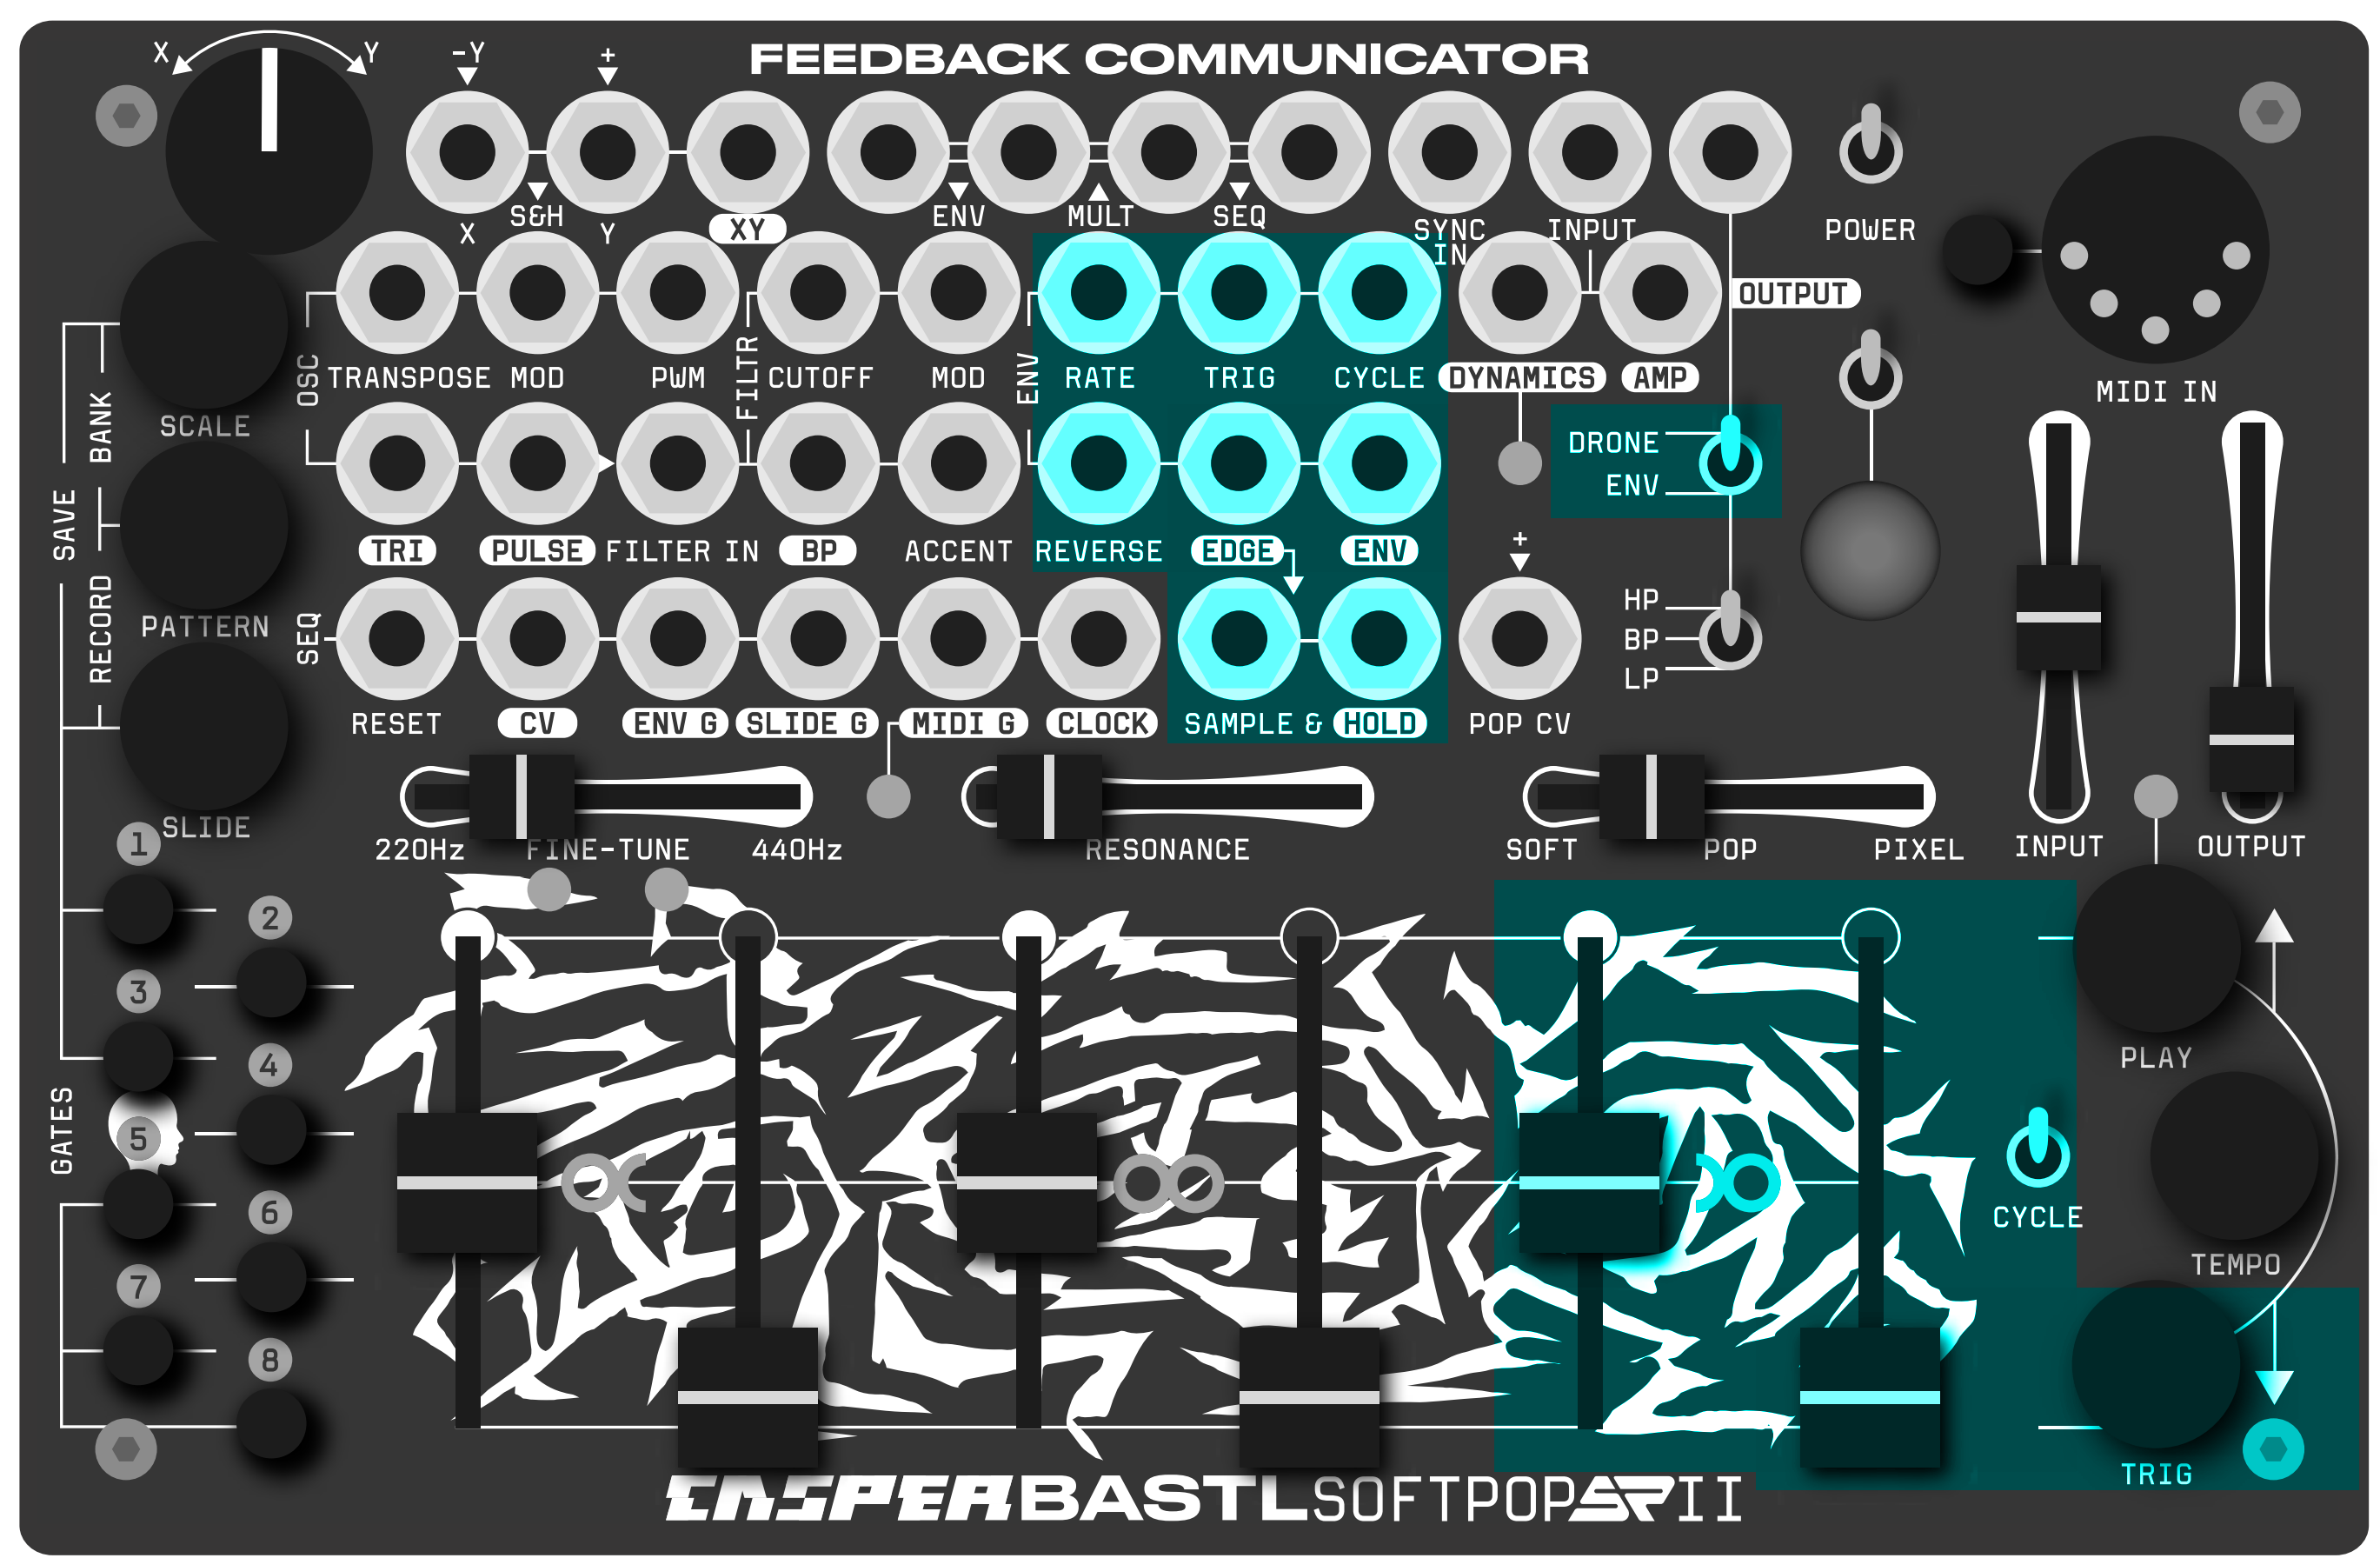 FEEDBACK COMMUNICATOR
X Y -Y +
S&H ENV MULT SEQ
X Y XY SYNC IN INPUT POWER
OUTPUT
OSC FILTR ENV
TRANSPOSE MOD PWM CUTOFF MOD RATE TRIG CYCLE DYNAMICS AMP
MIDI IN
SCALE
BANK
SAVE
DRONE
ENV
TRI PULSE FILTER IN BP ACCENT REVERSE EDGE ENV +
RECORD
PATTERN
SEQ
HP
BP
LP
RESET CV ENV G SLIDE G MIDI G CLOCK SAMPLE & HOLD POP CV
SLIDE
220Hz FINE-TUNE 440Hz RESONANCE SOFT POP PIXEL INPUT OUTPUT
1
2
3
4
PLAY
GATES
5
6
CYCLE
TEMPO
7
8
TRIG
CASPER BASTL SOFTPOP SP II